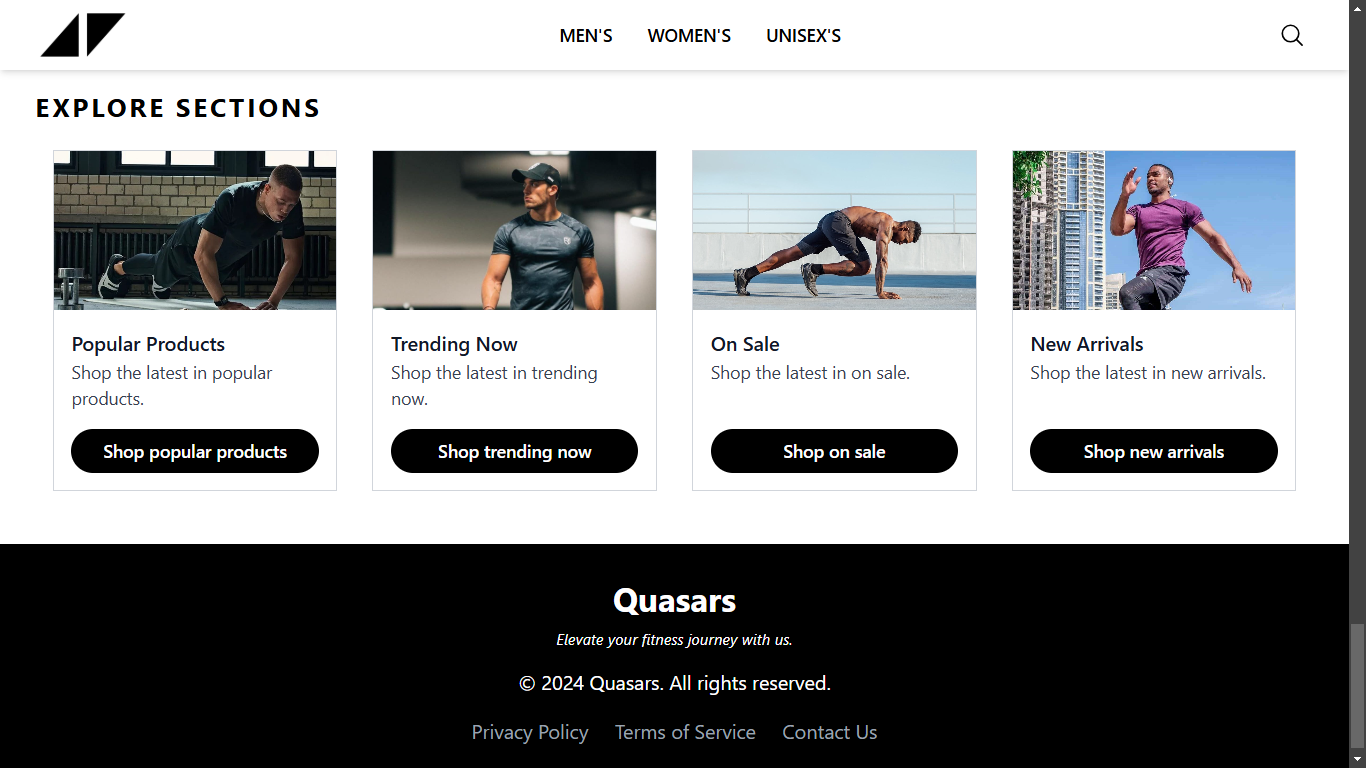 MEN'S WOMEN'S UNISEX'S
EXPLORE SECTIONS
Popular Products
Shop the latest in popular
products.
Shop popular products
Trending Now
Shop the latest in trending
now.
Shop trending now
On Sale
Shop the latest in on sale.
Shop on sale
New Arrivals
Shop the latest in new arrivals.
Shop new arrivals
Quasars
Elevate your fitness journey with us.
© 2024 Quasars. All rights reserved.
Privacy Policy Terms of Service Contact Us